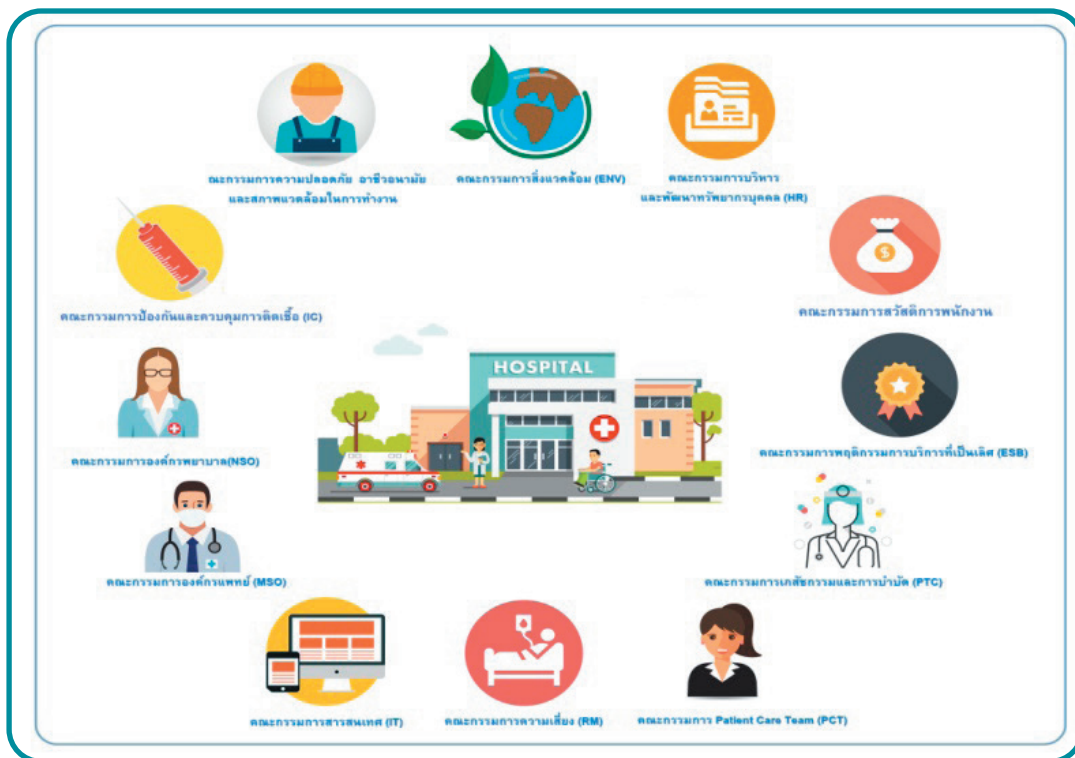 ณะกรรมการความปลอดภัย อาชีวอนามัย
และสภาพแวดล้อมในการทำงาน
คณะกรรมการสิ่งแวดล้อม (ENV)
คณะกรรมการบริหาร
และพัฒนาทรัพยากรบุคคล (HR)
คณะกรรมการป้องกันและควบคุมการติดเชื้อ (IC)
คณะกรรมการสวัสดิการพนักงาน
HOSPITAL
คณะกรรมการองค์กรพยาบาล(NSO)
คณะกรรมการพฤติกรรมการบริการที่เป็นเลิศ (ESB)
คณะกรรมการองค์กรแพทย์ (MSO)
คณะกรรมการเภสัชกรรมและการบำบัด (PTC)
คณะกรรมการสารสนเทศ (IT)
คณะกรรมการความเสี่ยง (RM)
คณะกรรมการ Patient Care Team (PCT)